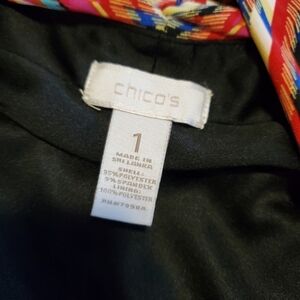 chico's
1
MADE IN
SRI LANKA
SHELL:
95%POLYESTER
5%SPANDEX
LINING:
100%POLYESTER